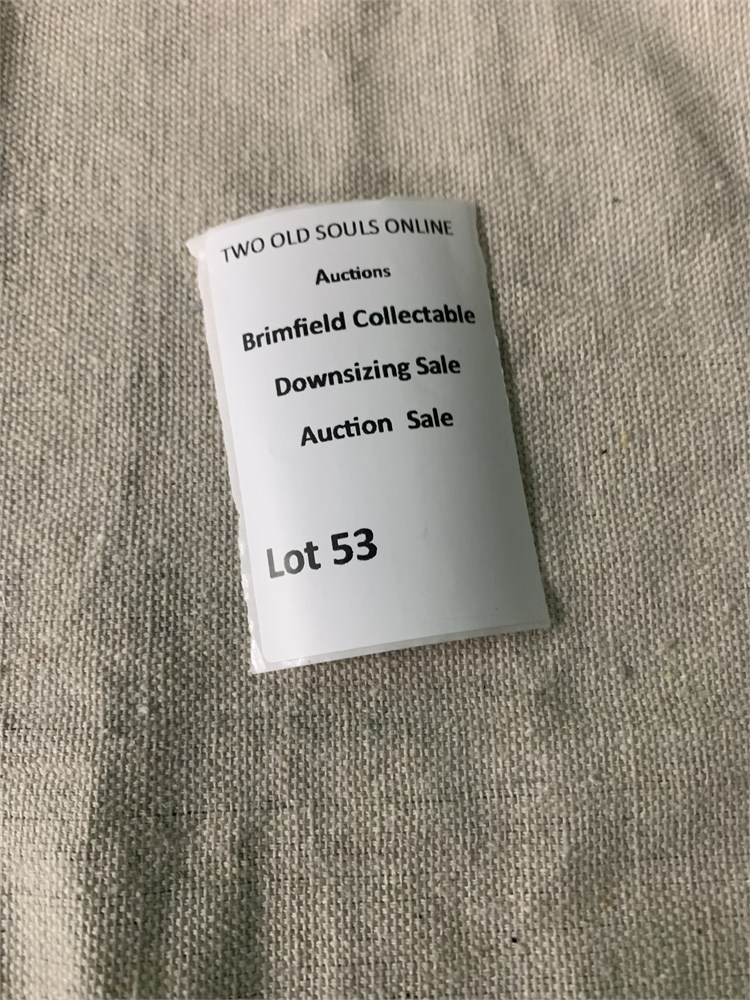 TWO OLD SOULS ONLINE
Auctions
Brimfield Collectable
Downsizing Sale
Auction Sale
Lot 53